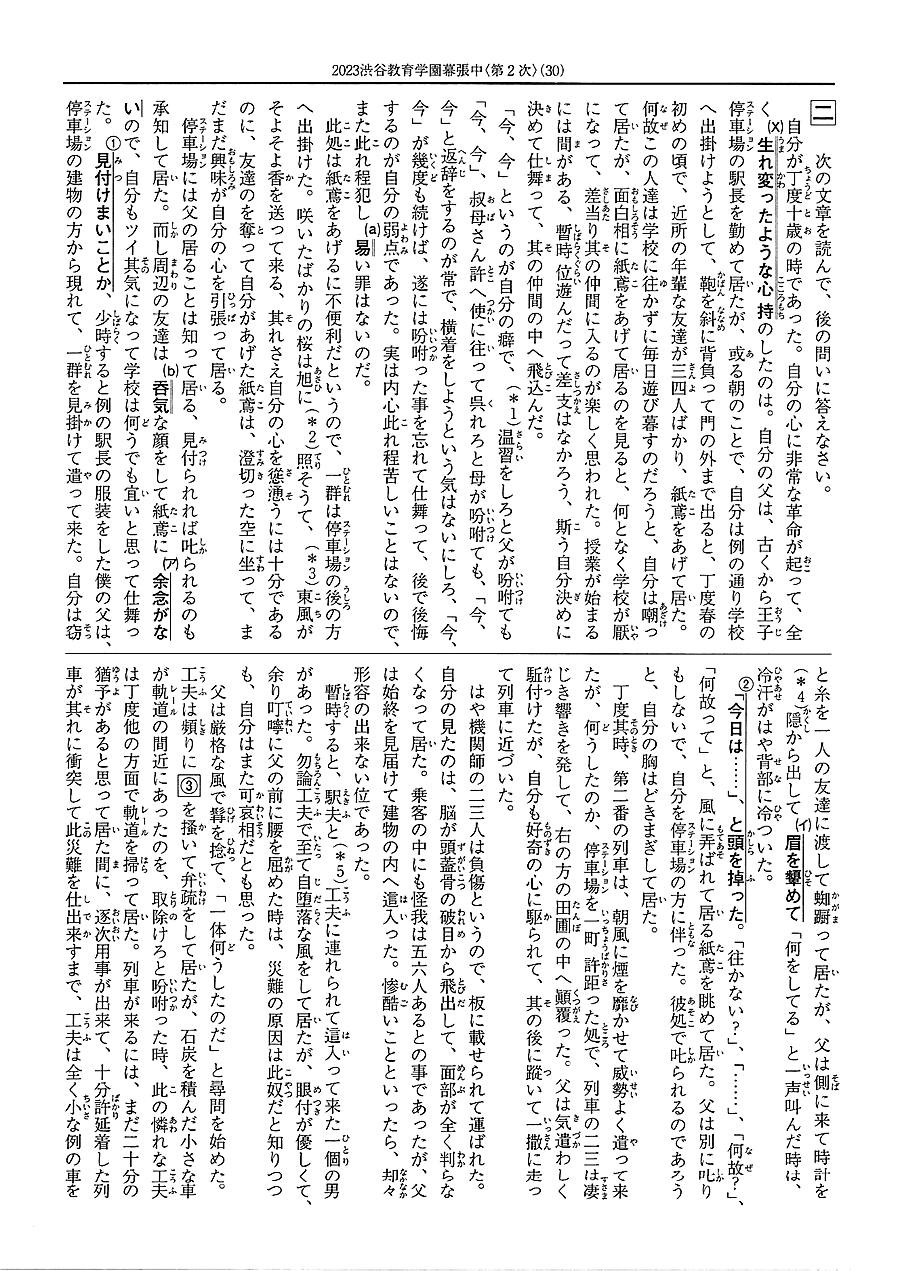 2023渋谷教育学園幕張中〈第2次〉(30)
二
次の文章を読んで、後の問いに答えなさい。
自分が丁度十歳の時であった。自分の心に非常な革命が起って、全
く(X)生れ変ったような心持のしたのは。自分の父は、古くから王子
停車場の駅長を勤めて居たが、或る朝のことで、自分は例の通り学校
へ出掛けようとして、鞄を斜に背負って門の外まで出ると、丁度春の
初めの頃で、近所の年輩な友達が三四人ばかり、紙鳶をあげて居た。
何故この人達は学校に往かずに毎日遊び暮すのだろうと、自分は嘲っ
て居たが、面白相に紙鳶をあげて居るのを見ると、何となく学校が厭
になって、差当り其の仲間に入るのが楽しく思われた。授業が始まる
には間がある、暫時位遊んだって差支はなかろう、斯う自分決めに
決めて仕舞って、其の仲間の中へ飛込んだ。
「今、今」というのが自分の癖で、(*1)温習をしろと父が吩咐ても
「今、今」、叔母さん許へ使に往って呉れろと母が吩咐ても、「今、
今」と返辞をするのが常で、横着をしようという気はないにしろ、「今、
今」が幾度も続けば、遂には吩咐った事を忘れて仕舞って、後で後悔
するのが自分の弱点であった。実は内心此れ程苦しいことはないので、
また此れ程犯し(a)易い罪はないのだ。
此処は紙鳶をあげるに不便利だというので、一群は停車場の後の方
へ出掛けた。咲いたばかりの桜は旭に(*2)照そうて、(*3)東風が
そよそよ香を送って来る、其れさえ自分の心を慫慂うには十分である
のに、友達のを奪って自分があげた紙鳶は、澄切った空に坐って、ま
だまだ興味が自分の心を引張って居る。
停車場には父の居ることは知って居る、見付られれば叱られるのも
承知して居た。而し周辺の友達は(b)呑気な顔をして紙鳶に(ア)余念がな
いので、自分もツイ其気になって学校は何うでも宜いと思って仕舞っ
た。①見付けまいことか、少時すると例の駅長の服装をした僕の父は、
停車場の建物の方から現れて、一群を見掛けて遣って来た。自分は窃
と糸を一人の友達に渡して蜘蹰って居たが、父は側に来て時計を
(*4)隠から出して、(イ)眉を顰めて「何をしてる」と一声叫んだ時は、
冷汗がはや背部に冷ついた。
②「今日は……」、と頭を掉った。「往かない?」、「……」、「何故?」、
「何故って」と、風に弄ばれて居る紙鳶を眺めて居た。父は別に叱り
もしないで、自分を停車場の方に伴った。彼処で叱られるのであろう
と、自分の胸はどきまぎして居た。
丁度其時、第二番の列車は、朝風に煙を靡かせて威勢よく遣って来
たが、何うしたのか、停車場を一町許距った処で、列車の二三は凄
じき響きを発して、右の方の田圃の中へ顛覆った。父は気遣わしく
駈付けたが、自分も好奇の心に駆られて、其の後に蹤いて一撒に走っ
て列車に近づいた。
はや機関師の二三人は負傷というので、板に載せられて運ばれた。
自分の見たのは、脳が頭蓋骨の破目から飛出して、面部が全く判らな
くなって居た。乗客の中にも怪我は五六人あるとの事であったが、父
は始終を見届けて建物の内へ這入った。惨酷いことといったら、却々
形容の出来ない位であった。
暫時すると、駅夫と(*5)工夫に連れられて這入って来た一個の男
があった。勿論工夫で至て自堕落な風をして居たが、眼付が優しくて、
余り叮嚀に父の前に腰を屈めた時は、災難の原因は此奴だと知りつつ
も、自分はまた可哀相だとも思った。
父は厳格な風で髯を捻て、「一体何うしたのだ」と尋問を始めた。
工夫は頻りに③を掻いて弁疏をして居たが、石炭を積んだ小さな車
が軌道の間近にあったのを、取除けろと吩咐った時、此の憐れな工夫
は丁度他の方面で軌道を掃って居た。列車が来るには、まだ二十分の
猶予があると思って居た間に、逐次用事が出来て、十分許延着した列
車が其れに衝突して此災難を仕出来すまで、工夫は全く小な例の車を